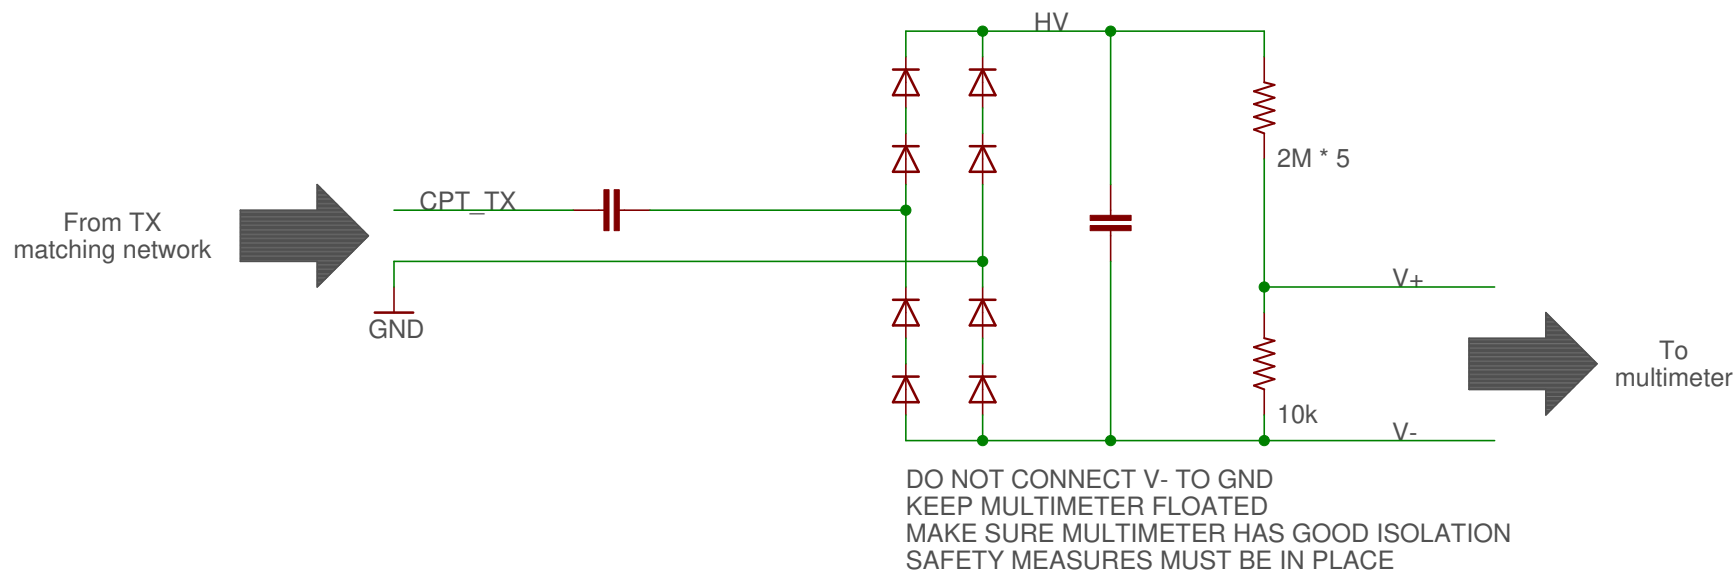 HV
2M * 5
CPT_TX
From TX
matching network
GND
V+
To
multimeter
10k
V-
DO NOT CONNECT V- TO GND
KEEP MULTIMETER FLOATED
MAKE SURE MULTIMETER HAS GOOD ISOLATION
SAFETY MEASURES MUST BE IN PLACE